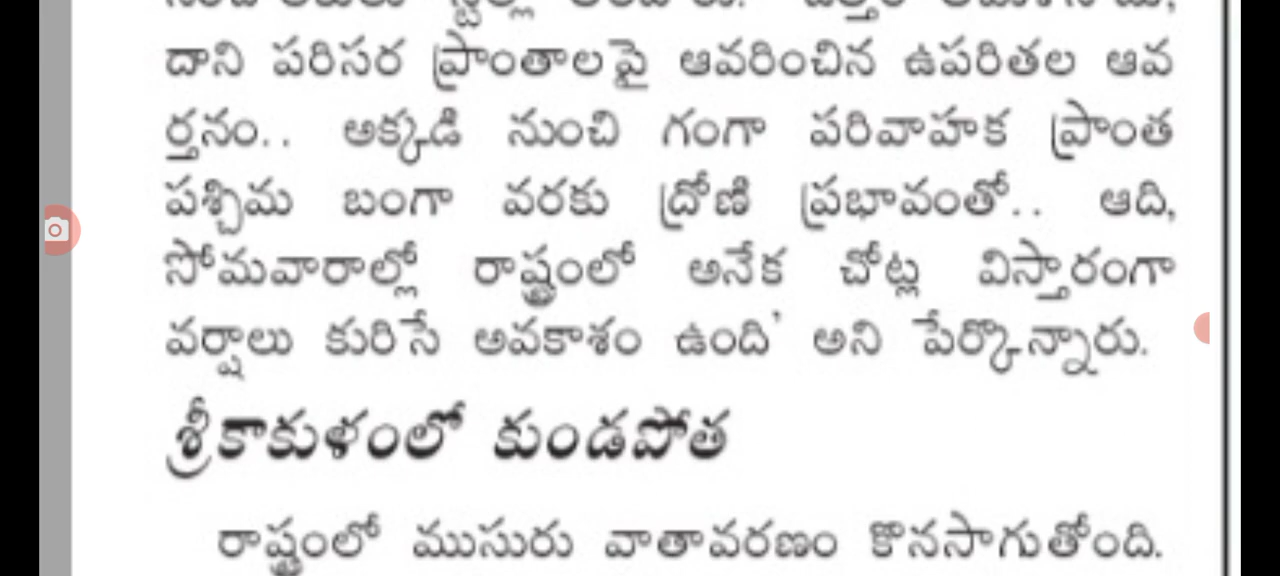 దాని పరిసర ప్రాంతాలపై ఆవరించిన ఉపరితల ఆవ
ర్తనం.. అక్కడి నుంచి గంగా పరివాహక ప్రాంత
పశ్చిమ బంగా వరకు ద్రోణి ప్రభావంతో.. ఆది,
సోమవారాల్లో రాష్ట్రంలో అనేక చోట్ల విస్తారంగా
వర్షాలు కురిసే అవకాశం ఉంది' అని పేర్కొన్నారు.
శ్రీకాకుళంలో కుండపోత
రాష్ట్రంలో ముసురు వాతావరణం కొనసాగుతోంది.